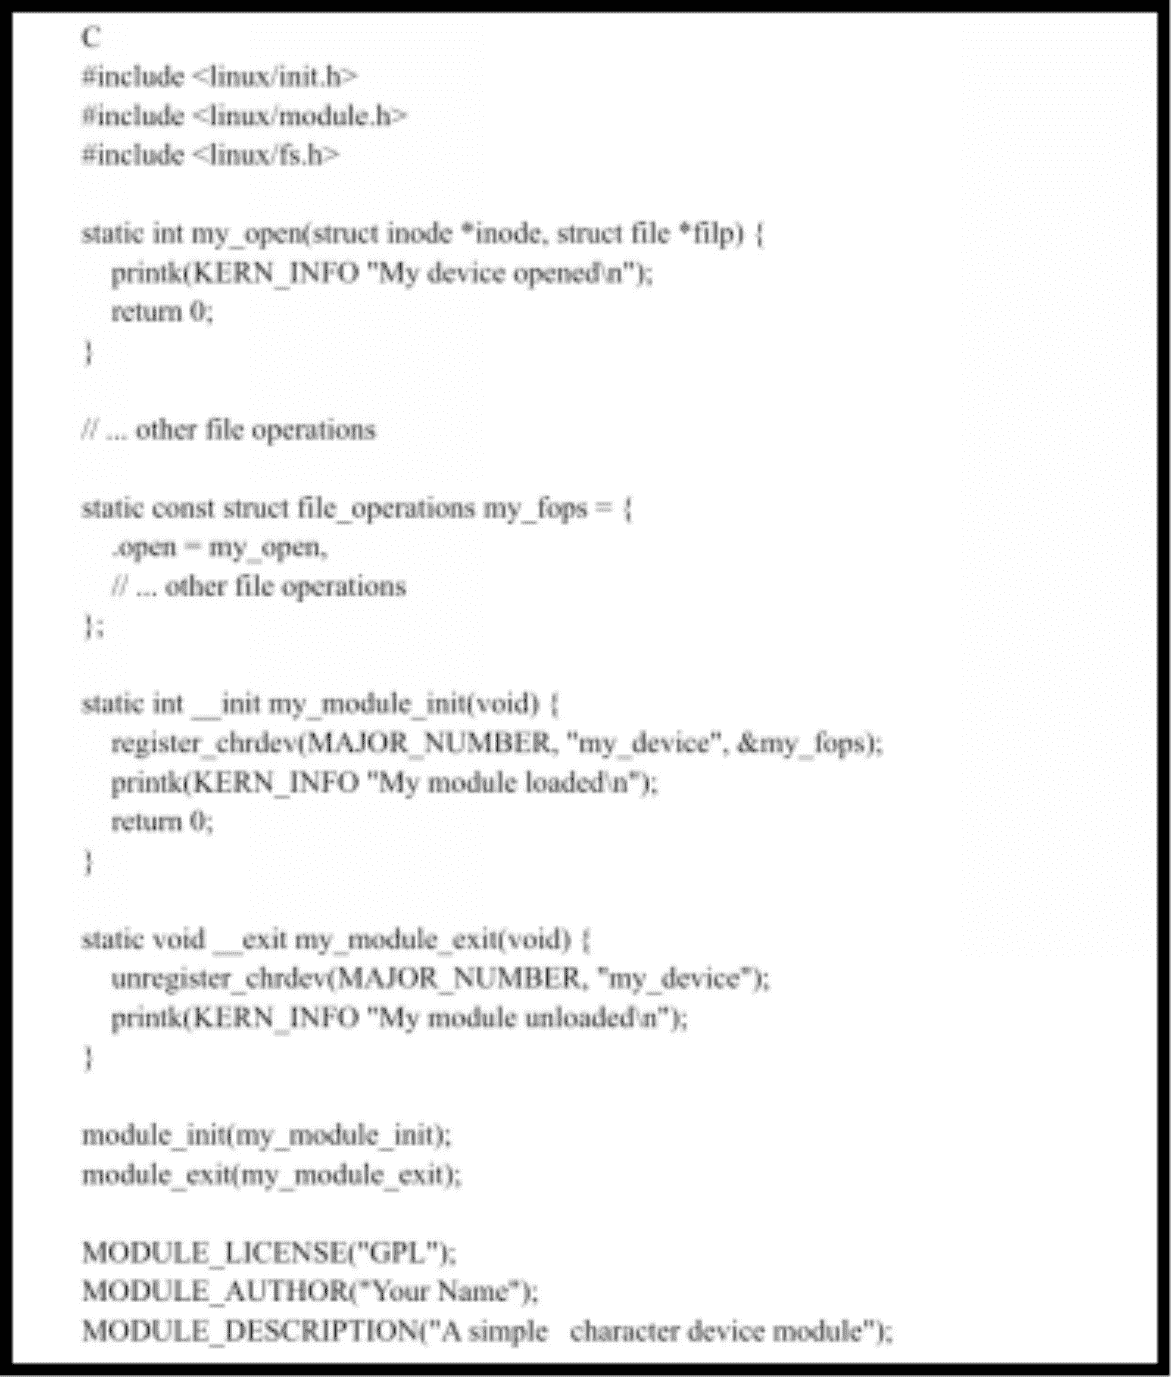 C
#include <linux/init.h>
#include <linux/module.h>
#include <linux/fs.h>
static int my_open(struct inode *inode, struct file *filp) {
printk(KERN_INFO "My device opened\n");
return 0;
}
// ... other file operations
static const struct file_operations my_fops = {
.open = my_open,
// ... other file operations
};
static int __init my_module_init(void) {
register_chrdev(MAJOR_NUMBER, "my_device", &my_fops);
printk(KERN_INFO "My module loaded\n");
return 0;
}
static void __exit my_module_exit(void) {
unregister_chrdev(MAJOR_NUMBER, "my_device");
printk(KERN_INFO "My module unloaded\n");
}
module_init(my_module_init);
module_exit(my_module_exit);
MODULE_LICENSE("GPL");
MODULE_AUTHOR("Your Name");
MODULE_DESCRIPTION("A simple character device module");